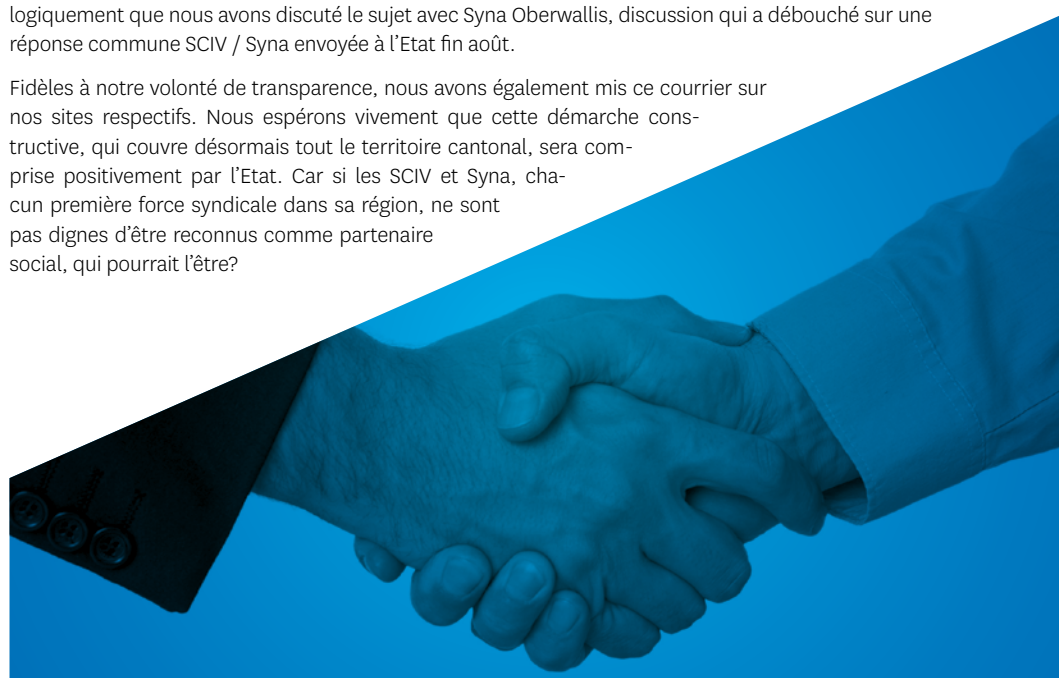 logiquement que nous avons discuté le sujet avec Syna Oberwallis, discussion qui a débouché sur une
réponse commune SCIV / Syna envoyée à l'Etat fin août.
Fidèles à notre volonté de transparence, nous avons également mis ce courrier sur
nos sites respectifs. Nous espérons vivement que cette démarche cons-
tructive, qui couvre désormais tout le territoire cantonal, sera com-
prise positivement par l'Etat. Car si les SCIV et Syna, cha-
cun première force syndicale dans sa région, ne sont
pas dignes d'être reconnus comme partenaire
social, qui pourrait l'être?